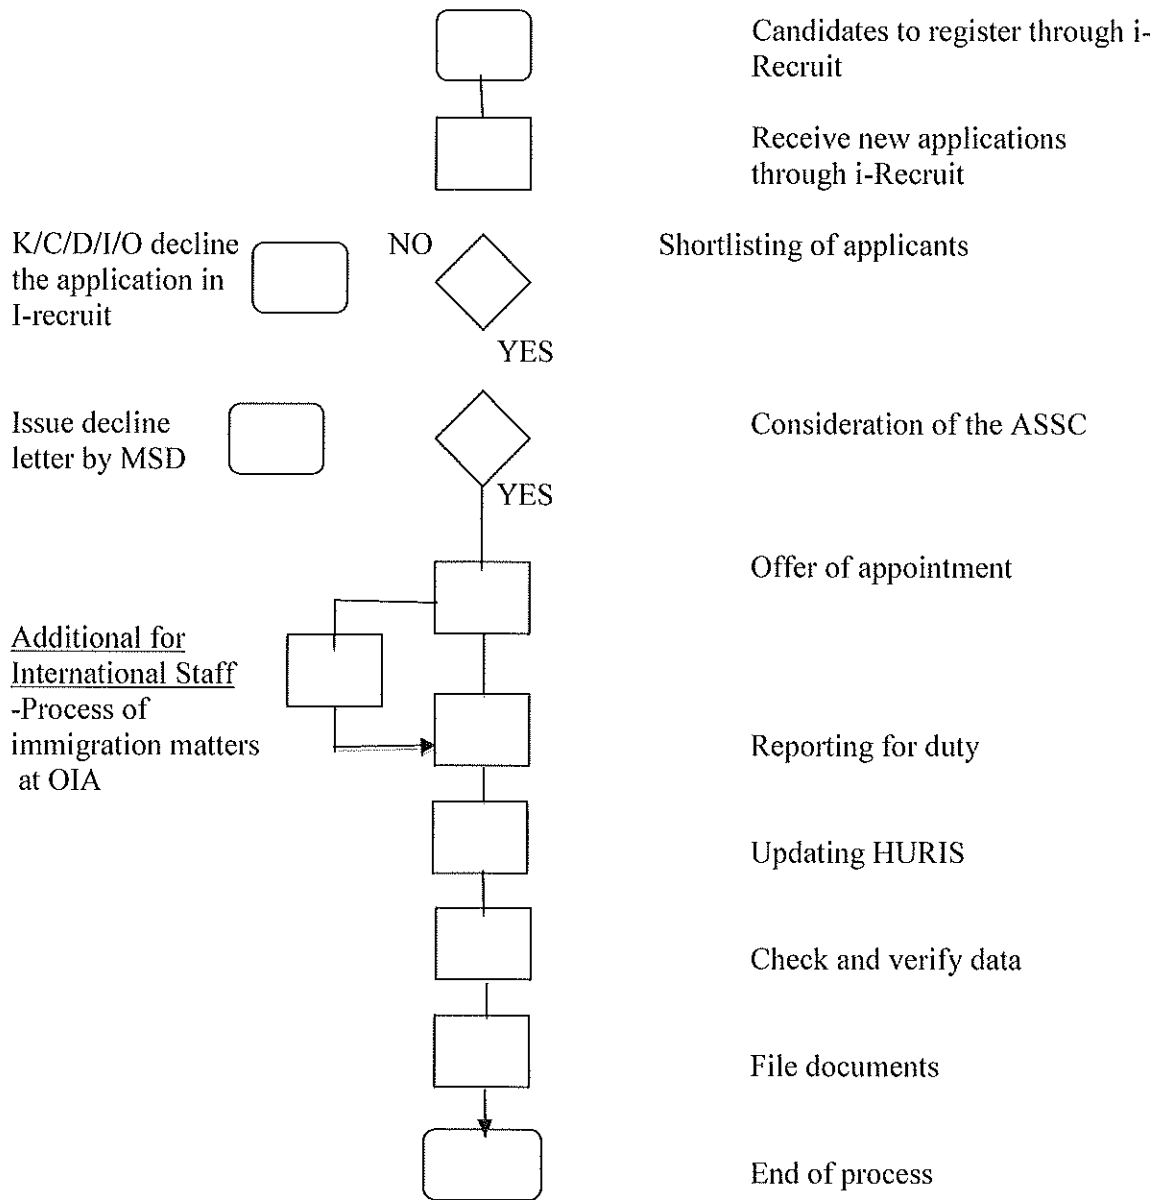 Candidates to register through i-
Recruit
Receive new applications
through i-Recruit
K/C/D/I/O decline
the application in
I-recruit
NO
Shortlisting of applicants
YES
Issue decline
letter by MSD
Consideration of the ASSC
YES
Offer of appointment
Additional for
International Staff
-Process of
immigration matters
at OIA
Reporting for duty
Updating HURIS
Check and verify data
File documents
End of process